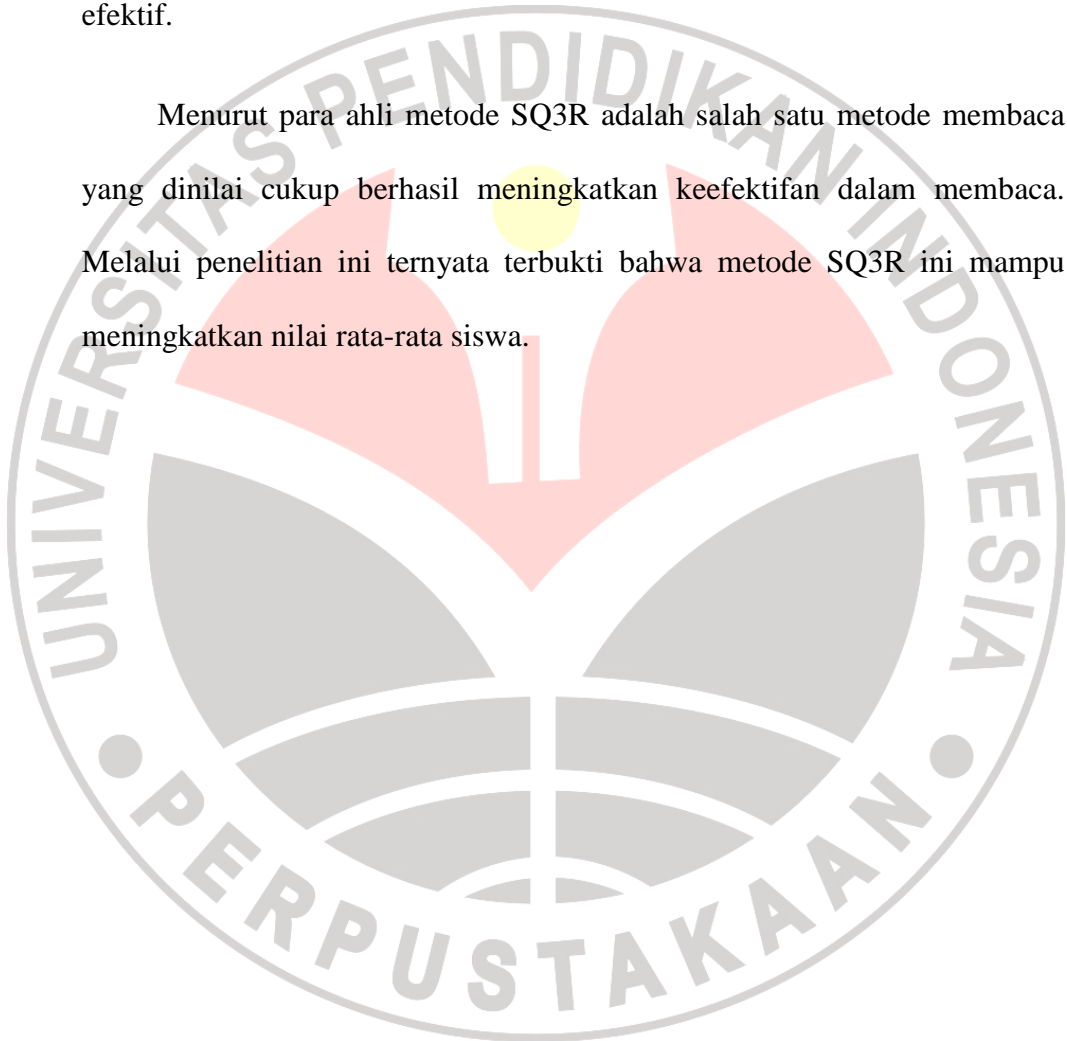 efektif.
Menurut para ahli metode SQ3R adalah salah satu metode membaca
yang dinilai cukup berhasil meningkatkan keefektifan dalam membaca.
Melalui penelitian ini ternyata terbukti bahwa metode SQ3R ini mampu
meningkatkan nilai rata-rata siswa.
UNIVERSITAS PENDIDIKAN INDONESIA
PERPUSTAKAAN